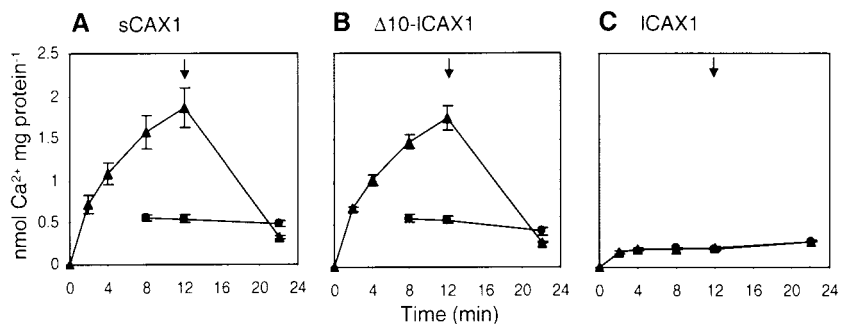 A sCAX1
B Δ10-lCAX1
C lCAX1
nmol Ca²⁺ mg protein⁻¹
2.5
2
1.5
1
0.5
0
0 4 8 12 16 20 24
0 4 8 12 16 20 24
0 4 8 12 16 20 24
Time (min)